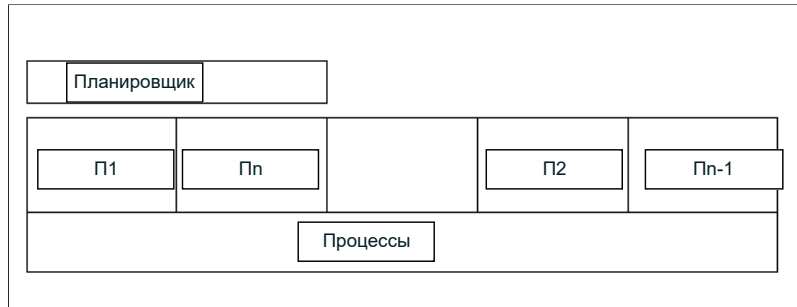 Планировщик
П1
Пn
П2
Пn-1
Процессы